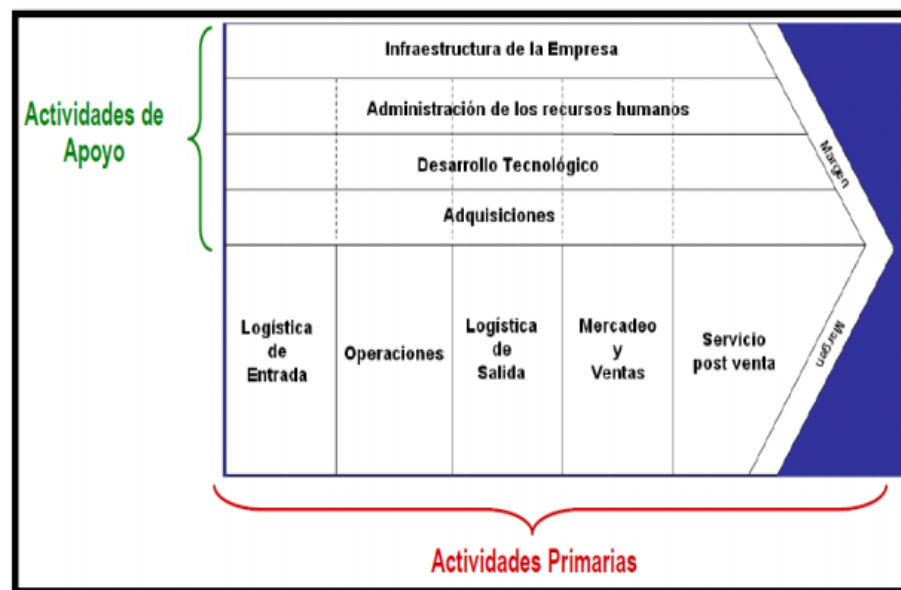 Infraestructura de la Empresa
Actividades de
Apoyo
Administración de los recursos humanos
Desarrollo Tecnológico
Adquisiciones
Margen
Logística
de
Entrada
Operaciones
Logística
de
Salida
Mercadeo
y
Ventas
Servicio
post venta
Margen
Actividades Primarias